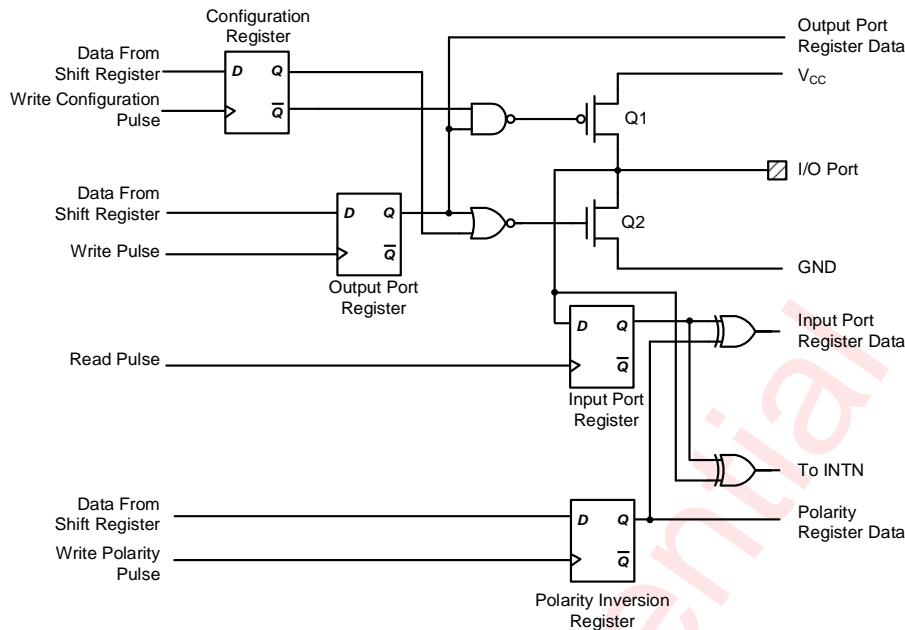 Configuration
Register
Data From
Shift Register
Write Configuration
Pulse
D Q
Q
Output Port
Register Data
VCC
Q1
I/O Port
Data From
Shift Register
Write Pulse
D Q
Q
Output Port
Register
Q2
GND
Read Pulse
D Q
Q
Input Port
Register
Input Port
Register Data
To INTN
Data From
Shift Register
Write Polarity
Pulse
D Q
Q
Polarity Inversion
Register
Polarity
Register Data
ential